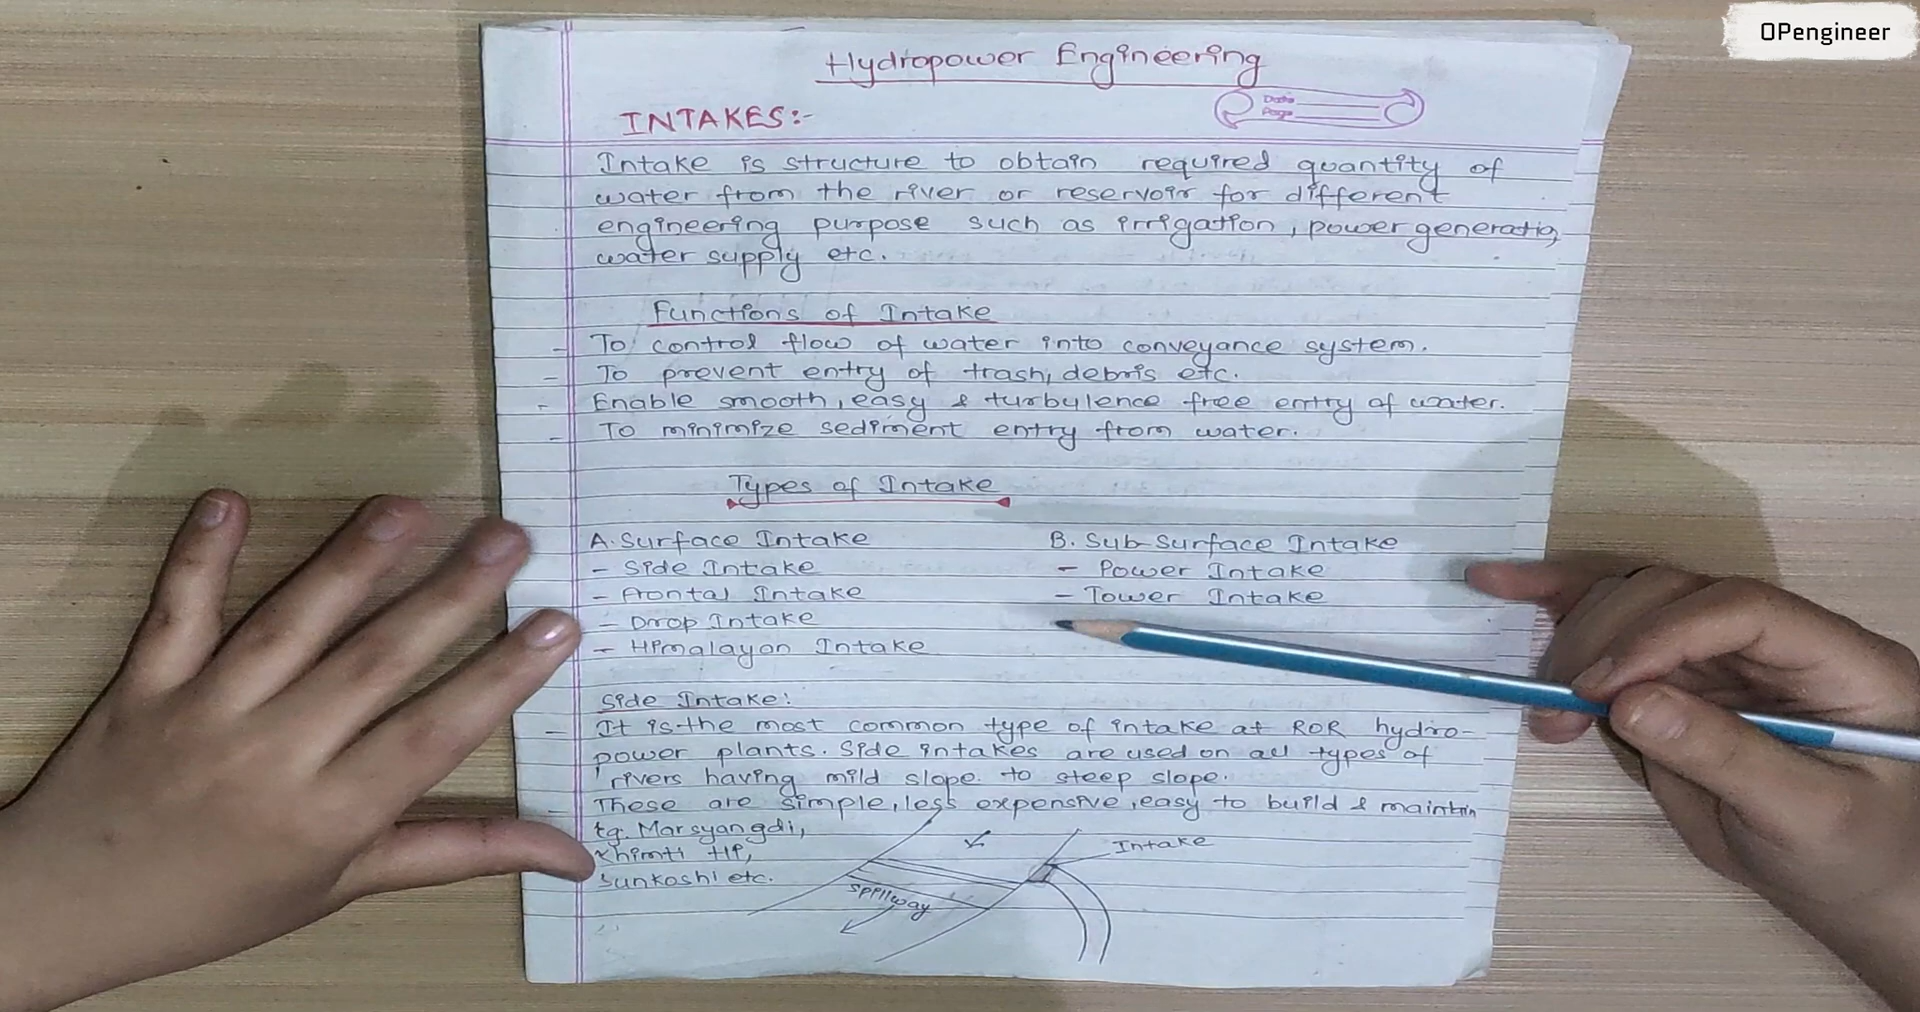 OPengineer
Hydropower Engineering
Date
Page
INTAKES:-
Intake is structure to obtain required quantity of
water from the river or reservoir for different
engineering purpose such as irrigation, power generatio
water supply etc.
Functions of Intake
- To control flow of water into conveyance system.
- To prevent entry of trash, debris etc.
- Enable smooth, easy & turbulence free entry of water.
- To minimize sediment entry from water.
Types of Intake
A. Surface Intake
- Side Intake
- Frontal Intake
- Drop Intake
- Himalayan Intake
B. Sub-Surface Intake
- Power Intake
- Tower Intake
Side Intake:
- It is the most common type of intake at ROR hydro-
power plants. Side intakes are used on all types of
rivers having mild slope to steep slope.
- These are simple, less expensive, easy to build & maintain
Eg. Marsyangdi,
Khimti HP,
Sunkoshi etc.
Intake
Spillway